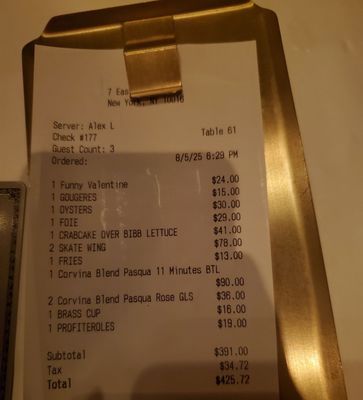 7 Eas
New York, NY 10016
Server: Alex L
Check #177 Table 61
Guest Count: 3
Ordered: 8/5/25 6:29 PM
1 Funny Valentine $24.00
1 GOUGERES $15.00
1 OYSTERS $30.00
1 FOIE $29.00
1 CRABCAKE OVER BIBB LETTUCE $41.00
2 SKATE WING $78.00
1 FRIES $13.00
1 Corvina Blend Pasqua 11 Minutes BTL
$90.00
2 Corvina Blend Pasqua Rose GLS $36.00
1 BRASS CUP $16.00
1 PROFITEROLES $19.00
Subtotal $391.00
Tax $34.72
Total $425.72